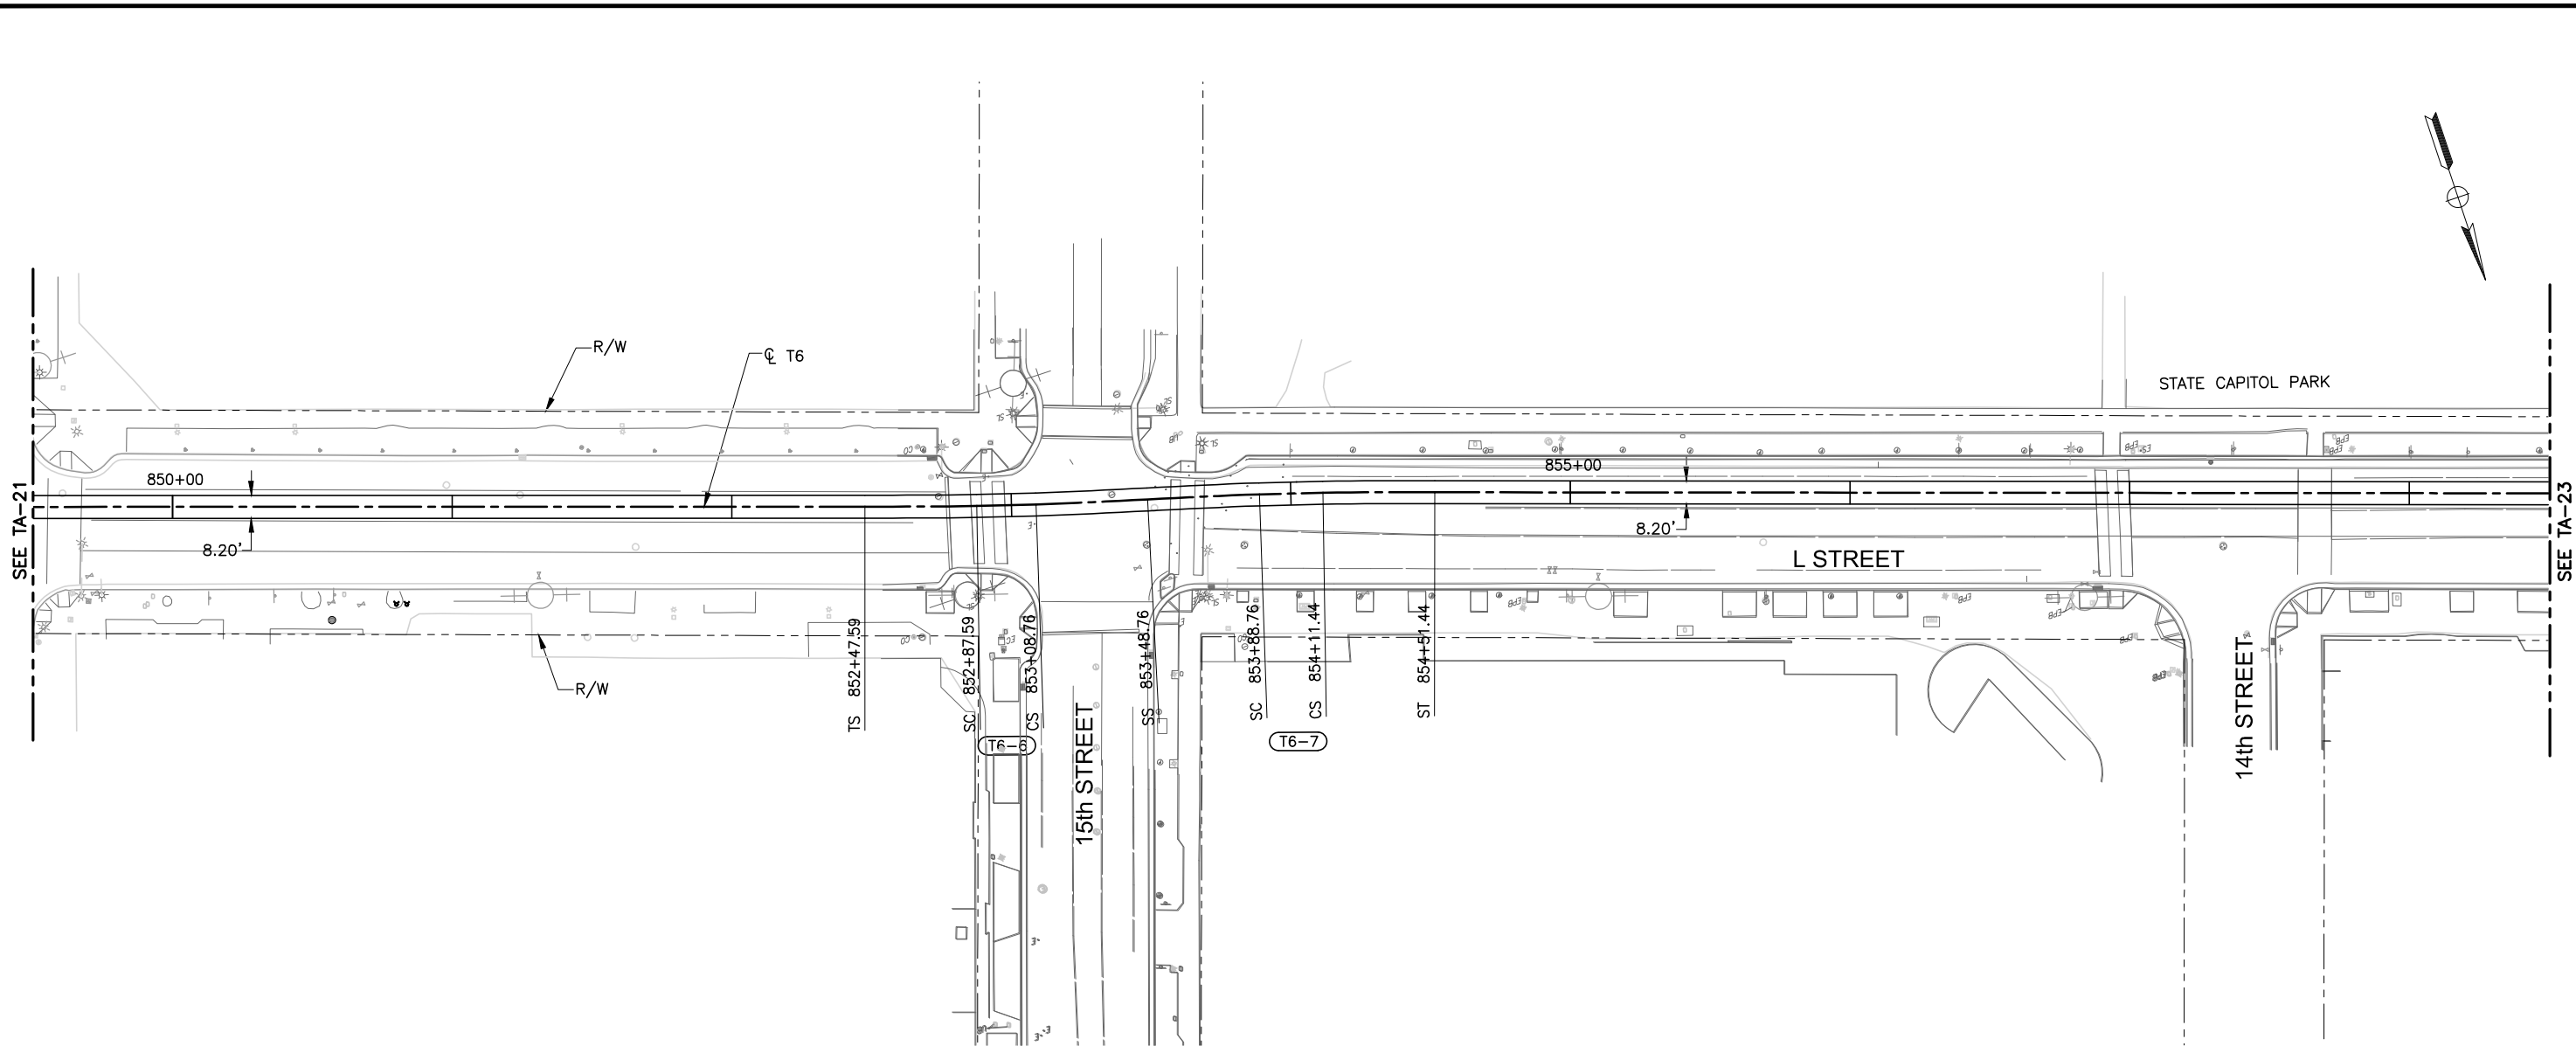 R/W
℄ T6
STATE CAPITOL PARK
850+00
855+00
SEE TA-21
SEE TA-23
8.20'
8.20'
L STREET
R/W
TS 852+47.59
SC 852+87.59
CS 853+08.76
SS 853+48.76
SC 853+88.76
CS 854+11.44
ST 854+51.44
T6-6
T6-7
15th STREET
14th STREET